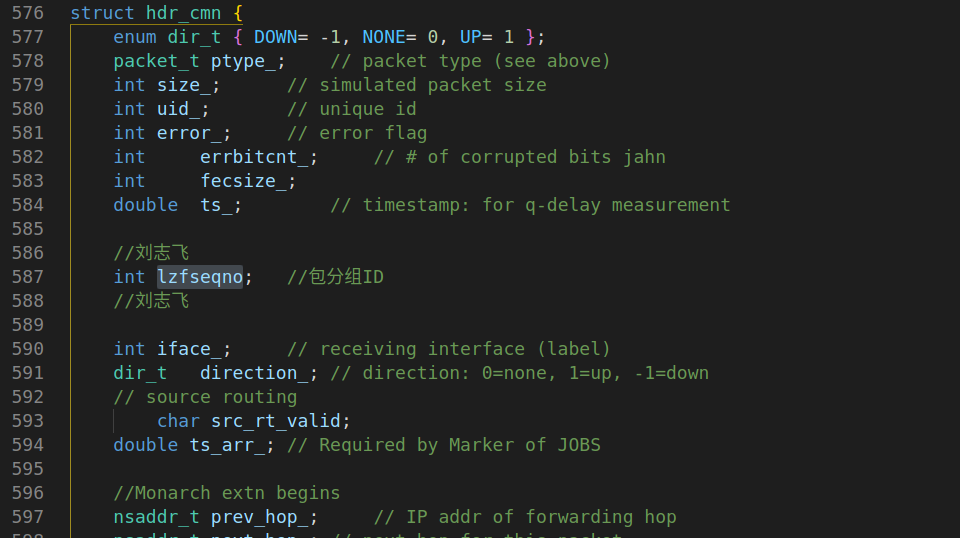 576 struct hdr_cmn {
577 enum dir_t { DOWN= -1, NONE= 0, UP= 1 };
578 packet_t ptype_; // packet type (see above)
579 int size_; // simulated packet size
580 int uid_; // unique id
581 int error_; // error flag
582 int errbitcnt_; // # of corrupted bits jahn
583 int fecsize_;
584 double ts_; // timestamp: for q-delay measurement
585
586 //刘志飞
587 int lzfseqno; //包分组ID
588 //刘志飞
589
590 int iface_; // receiving interface (label)
591 dir_t direction_; // direction: 0=none, 1=up, -1=down
592 // source routing
593 char src_rt_valid;
594 double ts_arr_; // Required by Marker of JOBS
595
596 //Monarch extn begins
597 nsaddr_t prev_hop_; // IP addr of forwarding hop